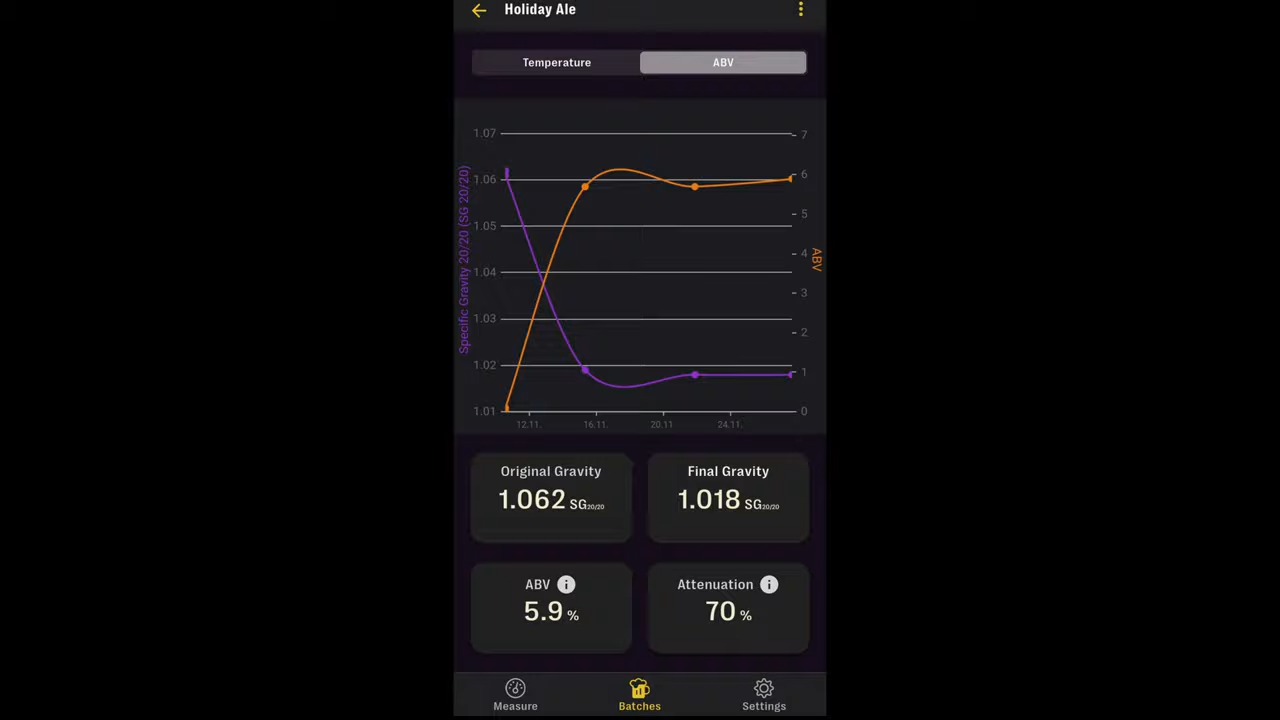 Holiday Ale
Temperature
ABV
Specific Gravity 20/20 (SG 20/20)
1.07
1.06
1.05
1.04
1.03
1.02
1.01
7
6
5
4
3
2
1
0
ABV
12.11.
16.11.
20.11
24.11.
Original Gravity
1.062 SG20/20
Final Gravity
1.018 SG20/20
ABV i
5.9 %
Attenuation i
70 %
Measure
Batches
Settings